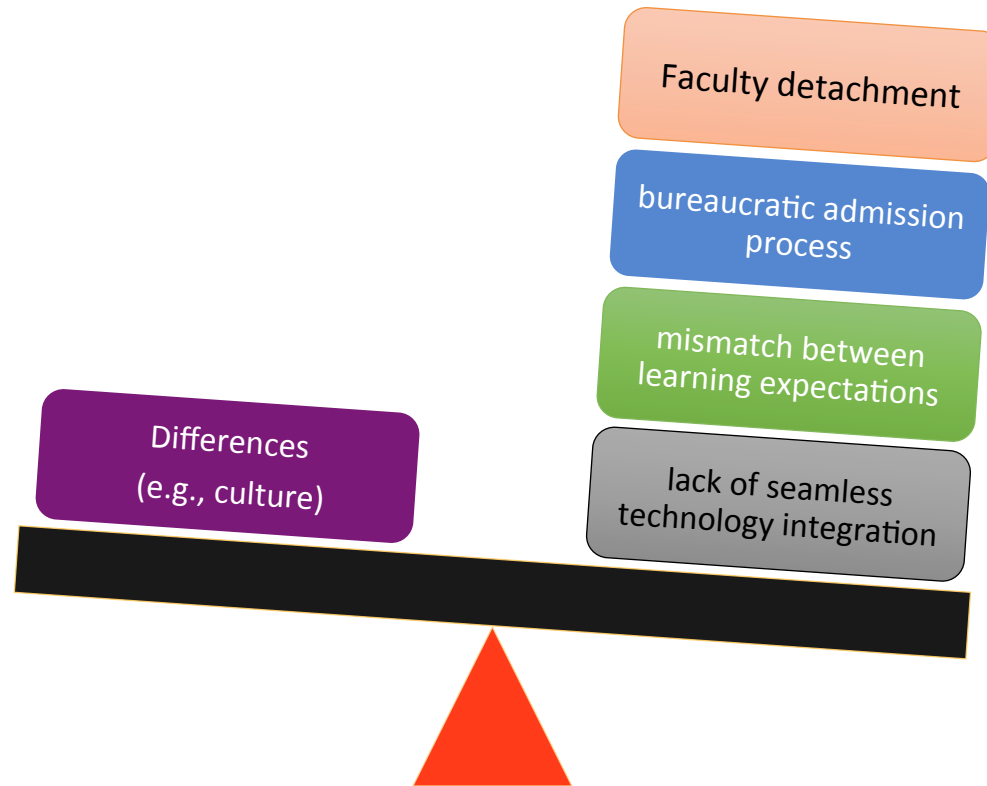 Faculty detachment
bureaucratic admission
process
mismatch between
learning expectations
Differences
(e.g., culture)
lack of seamless
technology integration